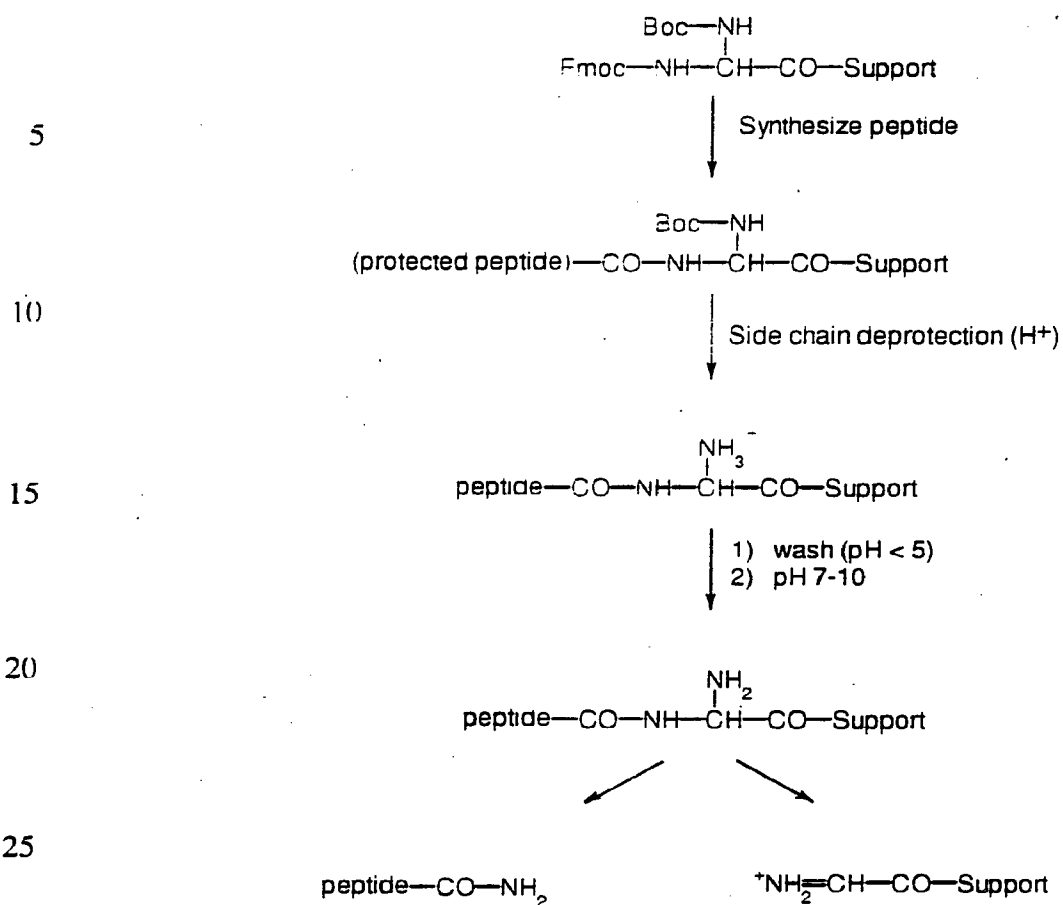 Boc—NH
Fmoc—NH—CH—CO—Support
5
Synthesize peptide
Boc—NH
(protected peptide)—CO—NH—CH—CO—Support
10
Side chain deprotection (H+)
NH3-
peptide—CO—NH—CH—CO—Support
15
1) wash (pH < 5)
2) pH 7-10
20
NH2
peptide—CO—NH—CH—CO—Support
25
peptide—CO—NH2
+NH2=CH—CO—Support